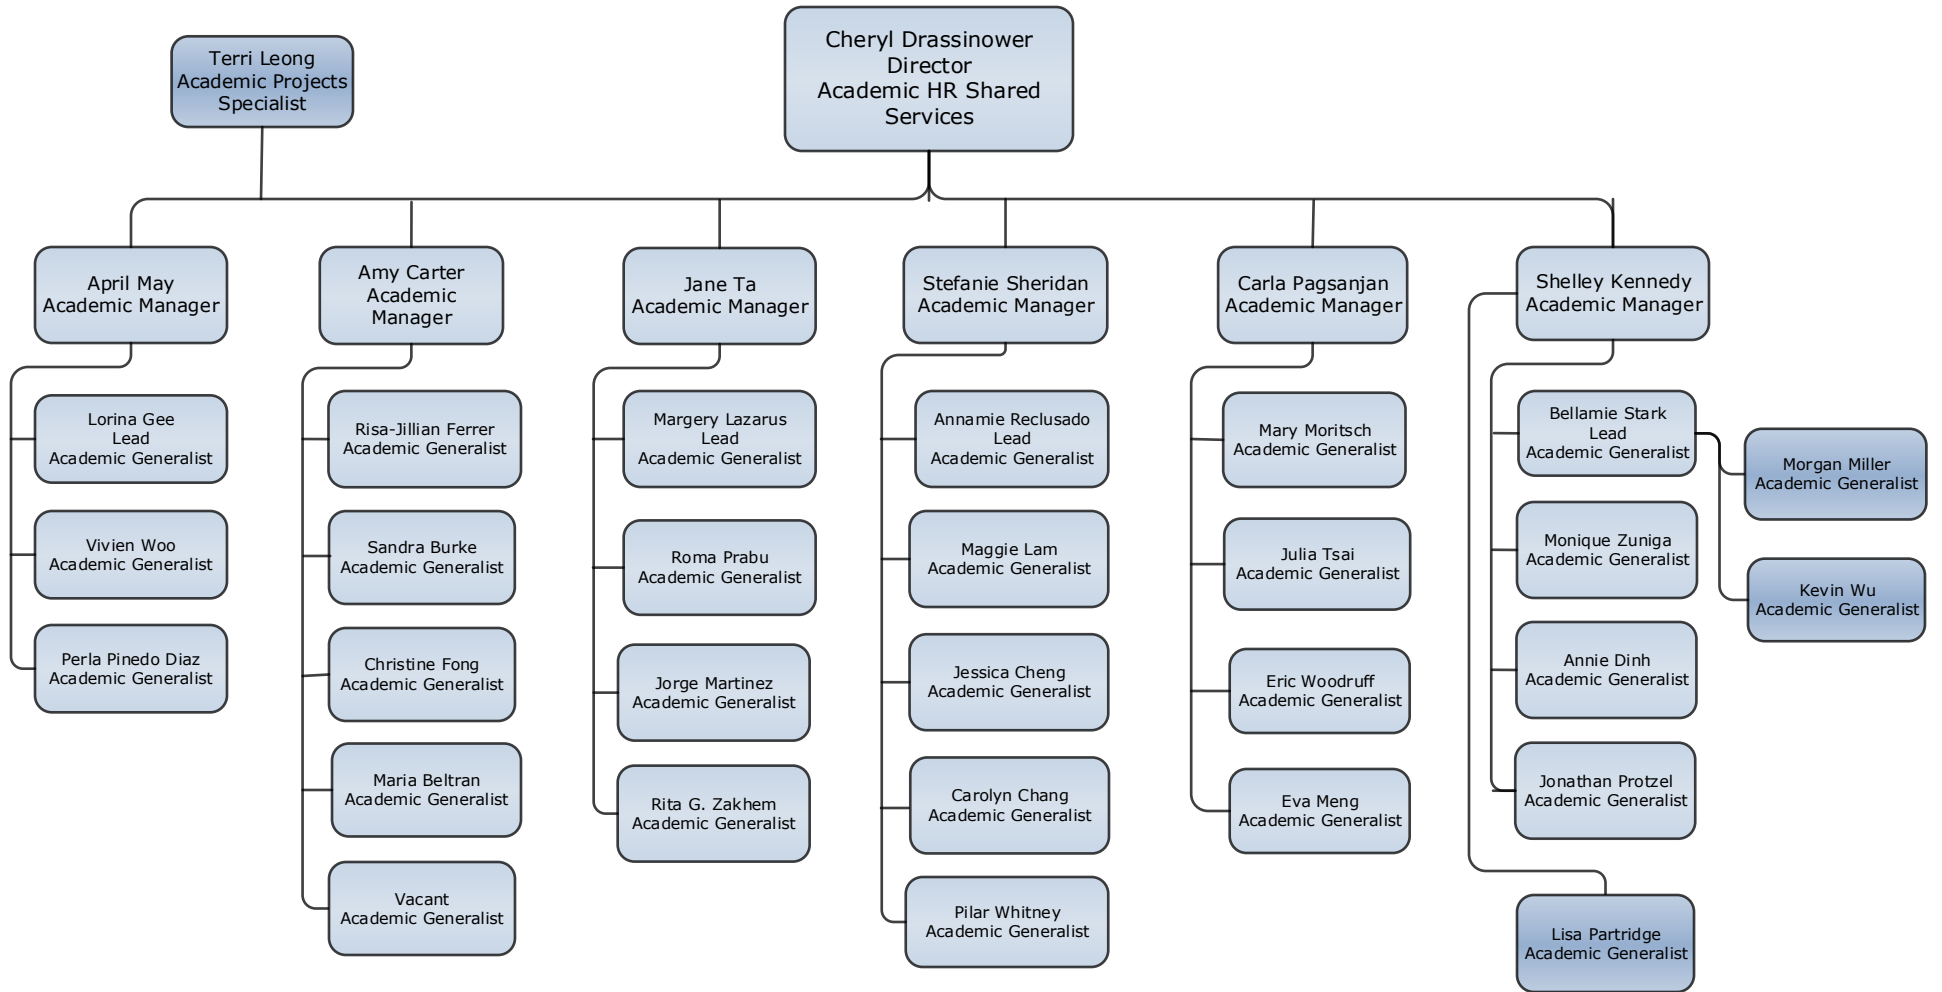 Terri Leong
Academic Projects
Specialist
Cheryl Drassinower
Director
Academic HR Shared
Services
April May
Academic Manager
Amy Carter
Academic
Manager
Jane Ta
Academic Manager
Stefanie Sheridan
Academic Manager
Carla Pagsanjan
Academic Manager
Shelley Kennedy
Academic Manager
Lorina Gee
Lead
Academic Generalist
Vivien Woo
Academic Generalist
Perla Pinedo Diaz
Academic Generalist
Risa-Jillian Ferrer
Academic Generalist
Sandra Burke
Academic Generalist
Christine Fong
Academic Generalist
Maria Beltran
Academic Generalist
Vacant
Academic Generalist
Margery Lazarus
Lead
Academic Generalist
Roma Prabu
Academic Generalist
Jorge Martinez
Academic Generalist
Rita G. Zakhem
Academic Generalist
Annamie Reclusado
Lead
Academic Generalist
Maggie Lam
Academic Generalist
Jessica Cheng
Academic Generalist
Carolyn Chang
Academic Generalist
Pilar Whitney
Academic Generalist
Mary Moritsch
Academic Generalist
Julia Tsai
Academic Generalist
Eric Woodruff
Academic Generalist
Eva Meng
Academic Generalist
Bellamie Stark
Lead
Academic Generalist
Monique Zuniga
Academic Generalist
Annie Dinh
Academic Generalist
Jonathan Protzel
Academic Generalist
Lisa Partridge
Academic Generalist
Morgan Miller
Academic Generalist
Kevin Wu
Academic Generalist